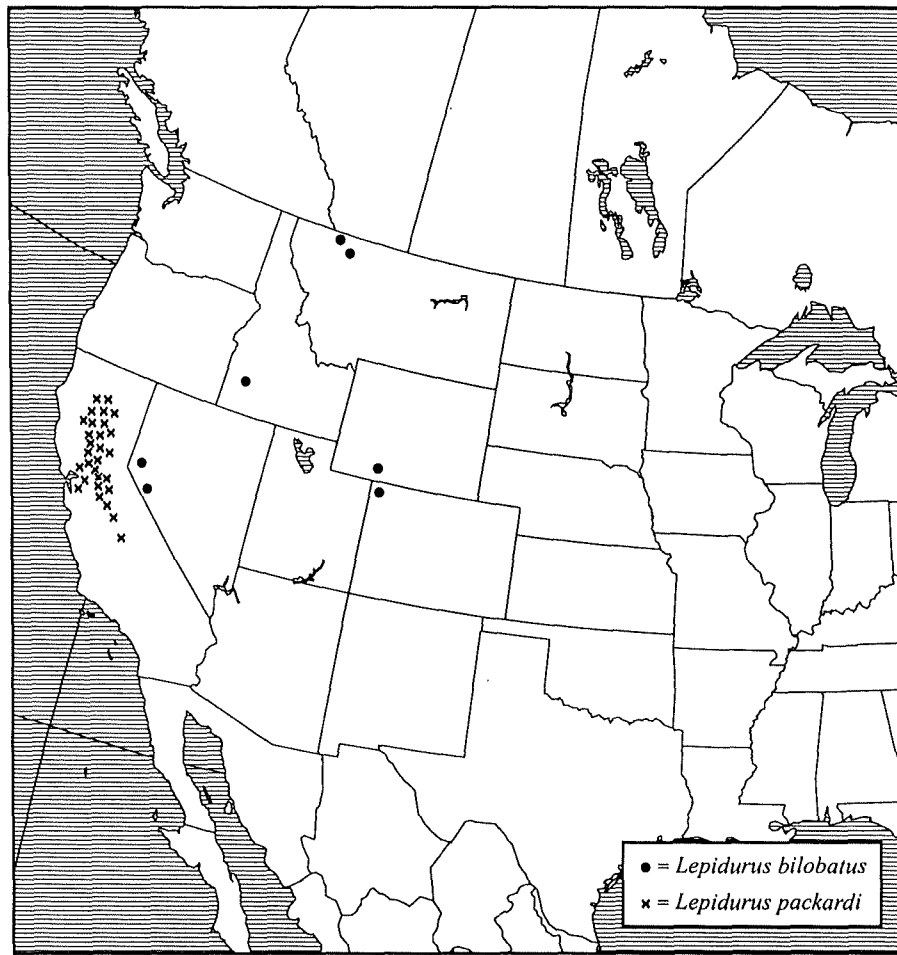 ● = Lepidurus bilobatus
× = Lepidurus packardi